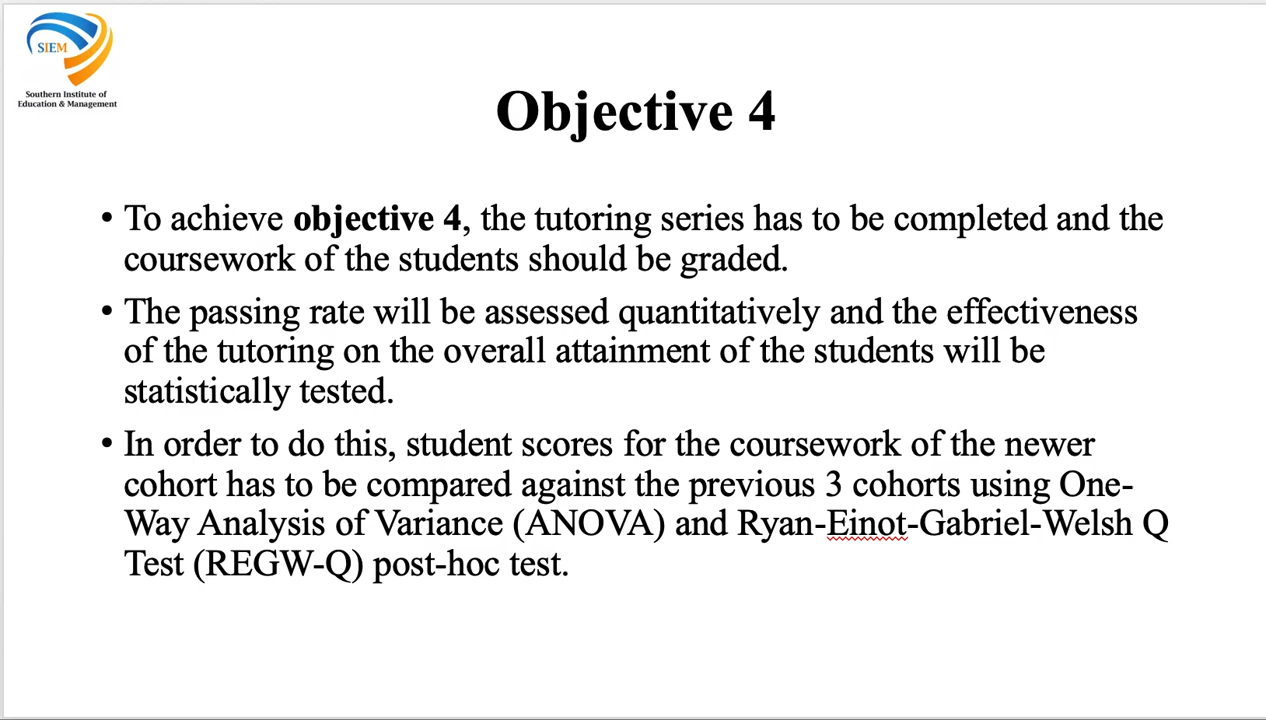 SIEM
Southern Institute of
Education & Management
Objective 4
• To achieve objective 4, the tutoring series has to be completed and the
coursework of the students should be graded.
• The passing rate will be assessed quantitatively and the effectiveness
of the tutoring on the overall attainment of the students will be
statistically tested.
• In order to do this, student scores for the coursework of the newer
cohort has to be compared against the previous 3 cohorts using One-
Way Analysis of Variance (ANOVA) and Ryan-Einot-Gabriel-Welsh Q
Test (REGW-Q) post-hoc test.